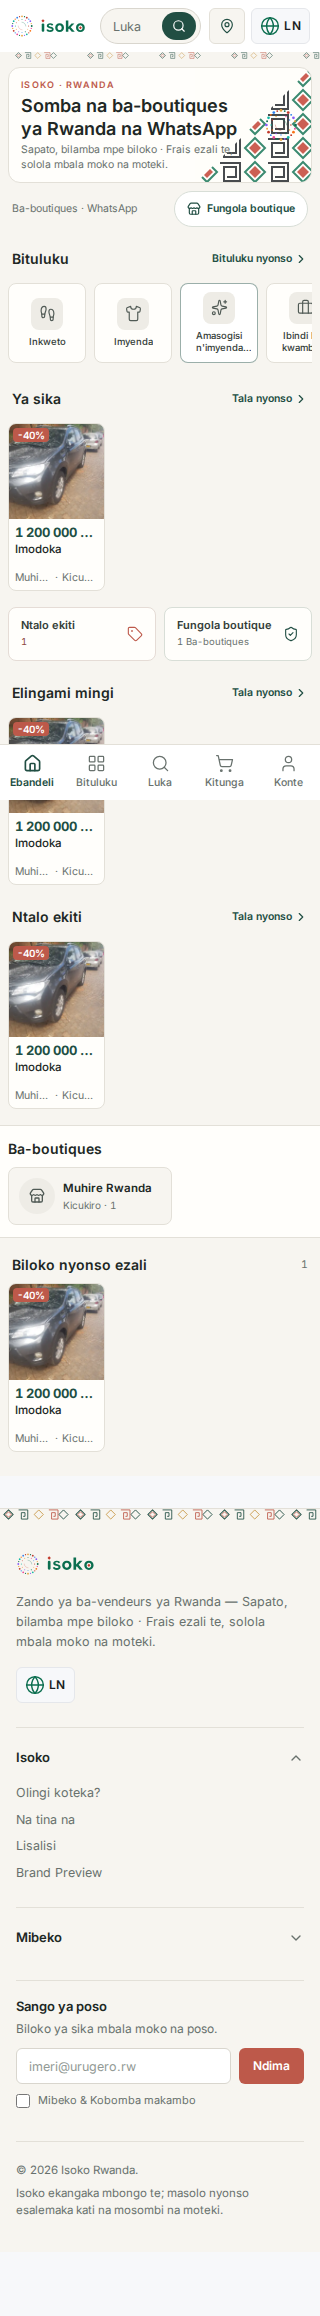 isoko
Luka
LN
ISOKO · RWANDA
Somba na ba-boutiques
ya Rwanda na WhatsApp
Sapato, bilamba mpe biloko · Frais ezali te,
solola mbala moko na moteki.
Ba-boutiques · WhatsApp
Fungola boutique
Bituluku
Bituluku nyonso
Inkweto
Imyenda
Amasogisi
n'imyenda...
Ibindi
kwamb
Ya sika
Tala nyonso
-40%
1 200 000 ...
Imodoka
Muhi... · Kicu...
Ntalo ekiti
1
Fungola boutique
1 Ba-boutiques
Elingami mingi
Tala nyonso
-40%
Ebandeli
Bituluku
Luka
Kitunga
Konte
1 200 000 ...
Imodoka
Muhi... · Kicu...
Ntalo ekiti
Tala nyonso
-40%
1 200 000 ...
Imodoka
Muhi... · Kicu...
Ba-boutiques
Muhire Rwanda
Kicukiro · 1
Biloko nyonso ezali
1
-40%
1 200 000 ...
Imodoka
Muhi... · Kicu...
isoko
Zando ya ba-vendeurs ya Rwanda — Sapato,
bilamba mpe biloko · Frais ezali te, solola
mbala moko na moteki.
LN
Isoko
Olingi koteka?
Na tina na
Lisalisi
Brand Preview
Mibeko
Sango ya poso
Biloko ya sika mbala moko na poso.
imeri@urugero.rw
Ndima
Mibeko & Kobomba makambo
© 2026 Isoko Rwanda.
Isoko ekangaka mbongo te; masolo nyonso
esalemaka kati na mosombi na moteki.